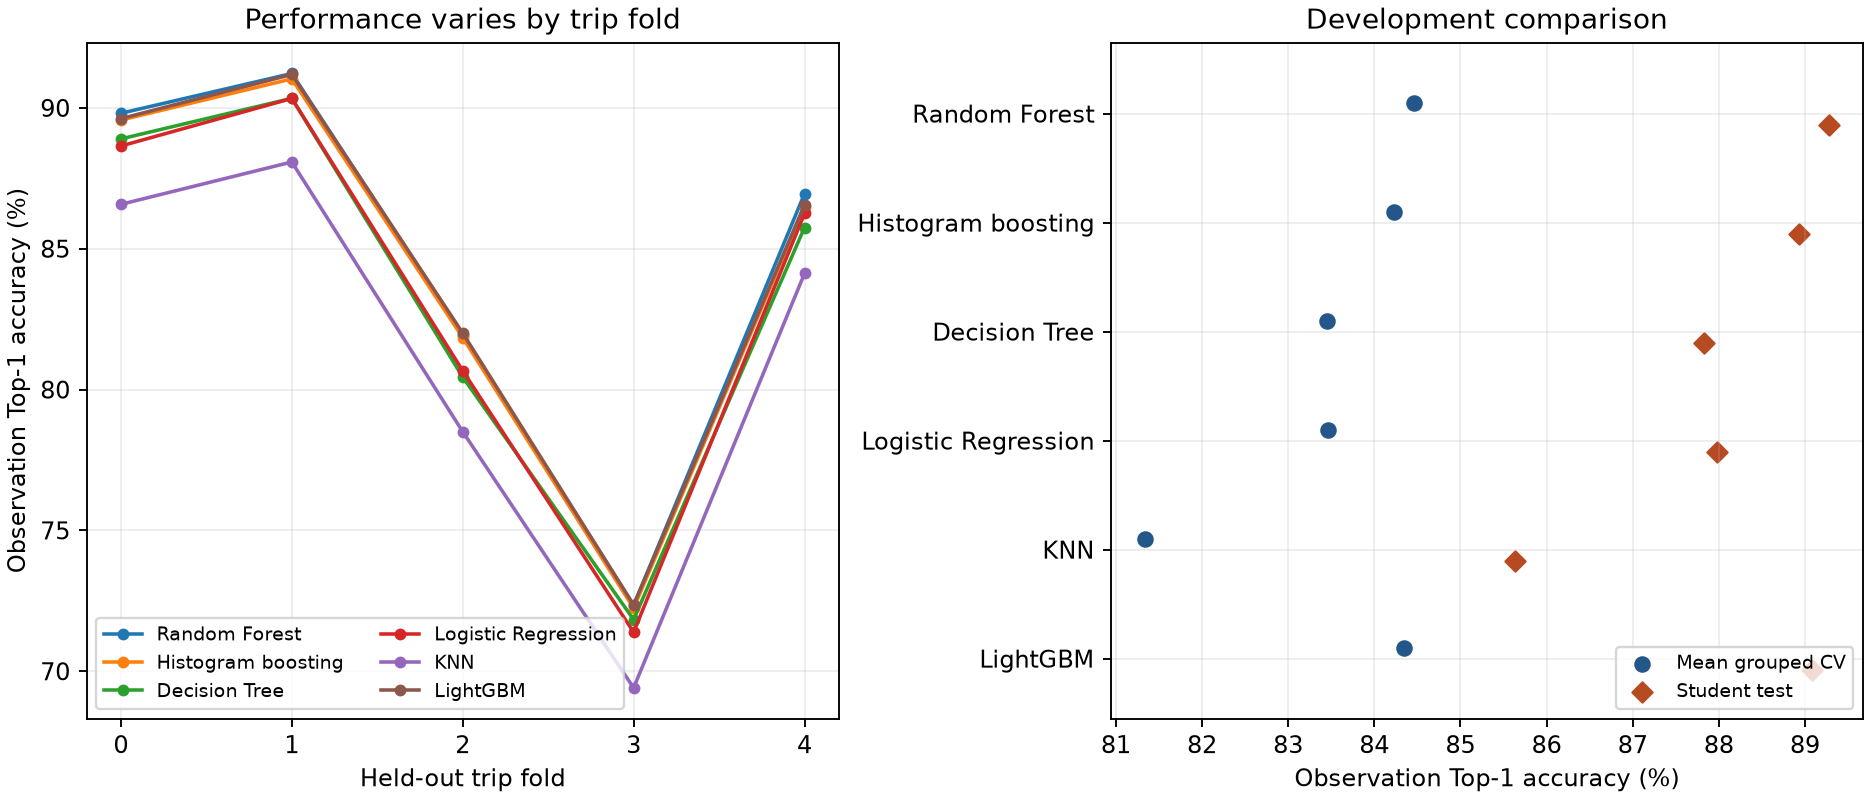 Performance varies by trip fold
Observation Top-1 accuracy (%)
90
85
80
75
70
Random Forest
Histogram boosting
Decision Tree
Logistic Regression
KNN
LightGBM
0 1 2 3 4
Held-out trip fold
Development comparison
Random Forest
Histogram boosting
Decision Tree
Logistic Regression
KNN
LightGBM
Mean grouped CV
Student test
81 82 83 84 85 86 87 88 89
Observation Top-1 accuracy (%)